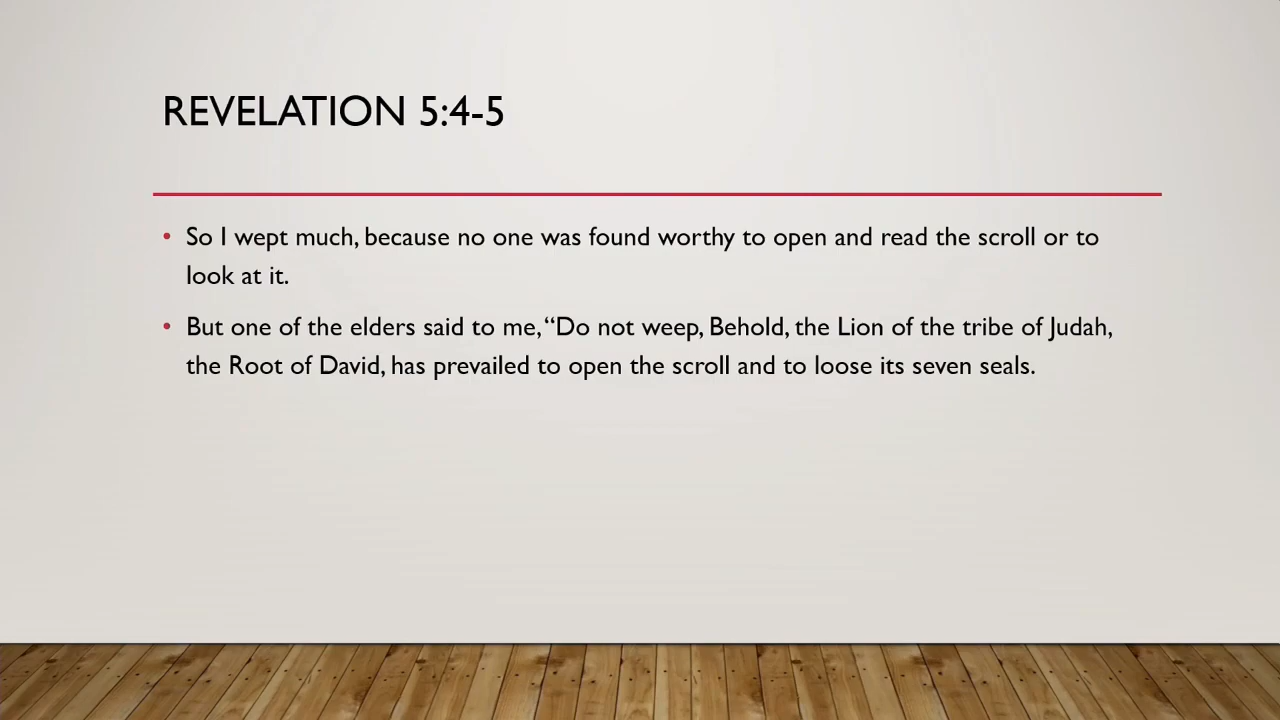 REVELATION 5:4-5
• So I wept much, because no one was found worthy to open and read the scroll or to
look at it.
• But one of the elders said to me, “Do not weep, Behold, the Lion of the tribe of Judah,
the Root of David, has prevailed to open the scroll and to loose its seven seals.